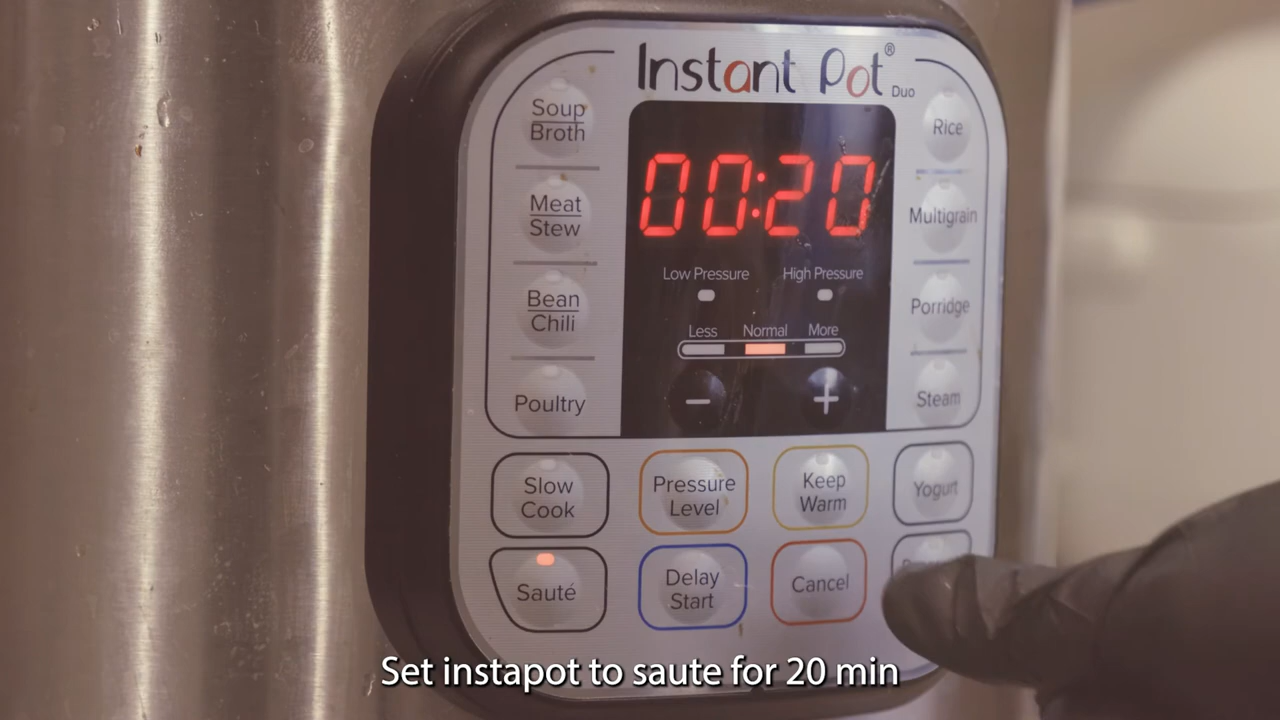 Instant Pot®
Duo
Soup
Broth
Meat
Stew
Bean
Chili
Poultry
00:20
Low Pressure
High Pressure
Less
Normal
More
−
+
Rice
Multigrain
Porridge
Steam
Slow
Cook
Pressure
Level
Keep
Warm
Yogurt
Sauté
Delay
Start
Cancel
Set instapot to saute for 20 min